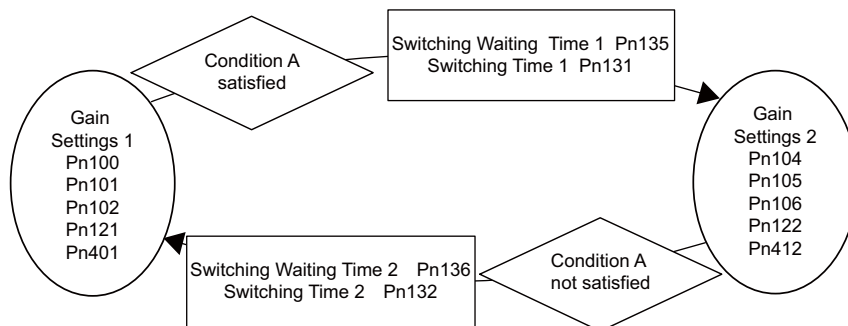 Condition A
satisfied
Switching Waiting Time 1 Pn135
Switching Time 1 Pn131
Gain
Settings 1
Pn100
Pn101
Pn102
Pn121
Pn401
Gain
Settings 2
Pn104
Pn105
Pn106
Pn122
Pn412
Switching Waiting Time 2 Pn136
Switching Time 2 Pn132
Condition A
not satisfied